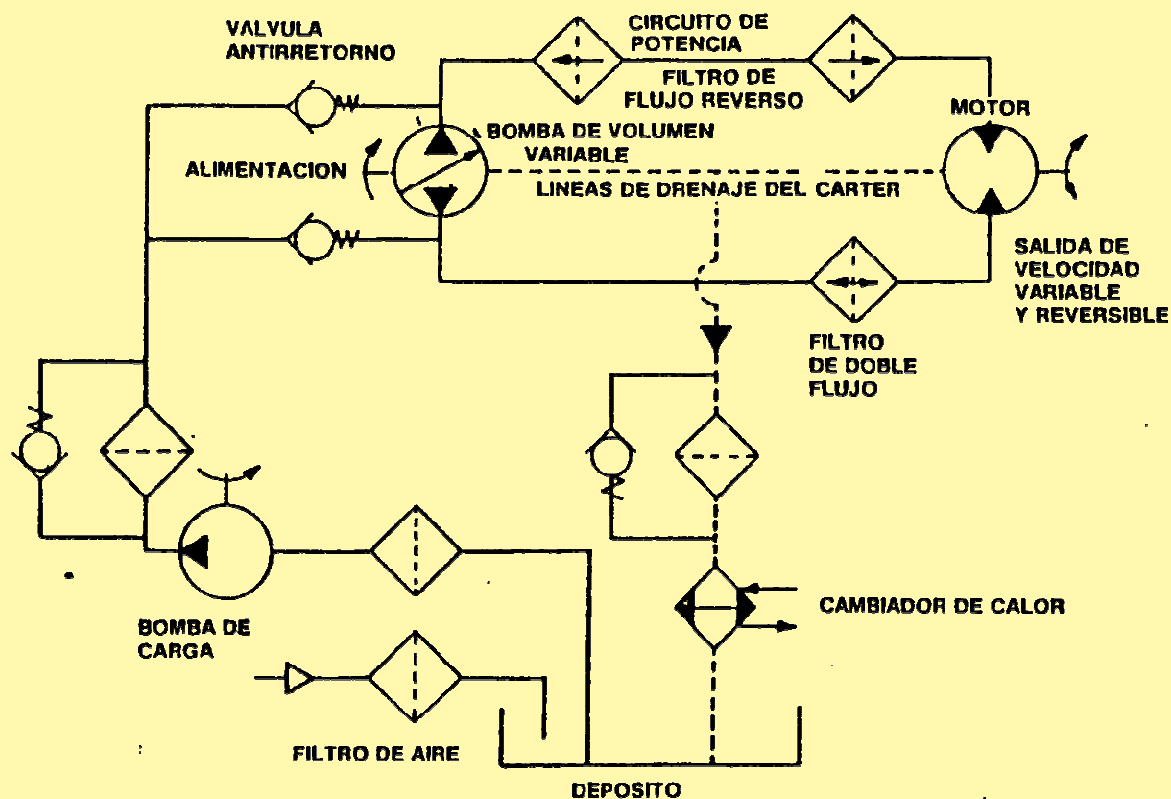 VALVULA
ANTIRRETORNO
CIRCUITO DE
POTENCIA
FILTRO DE
FLUJO REVERSO
MOTOR
BOMBA DE VOLUMEN
VARIABLE
ALIMENTACION
LINEAS DE DRENAJE DEL CARTER
SALIDA DE
VELOCIDAD
VARIABLE
Y REVERSIBLE
FILTRO
DE DOBLE
FLUJO
CAMBIADOR DE CALOR
BOMBA DE
CARGA
FILTRO DE AIRE
DEPOSITO